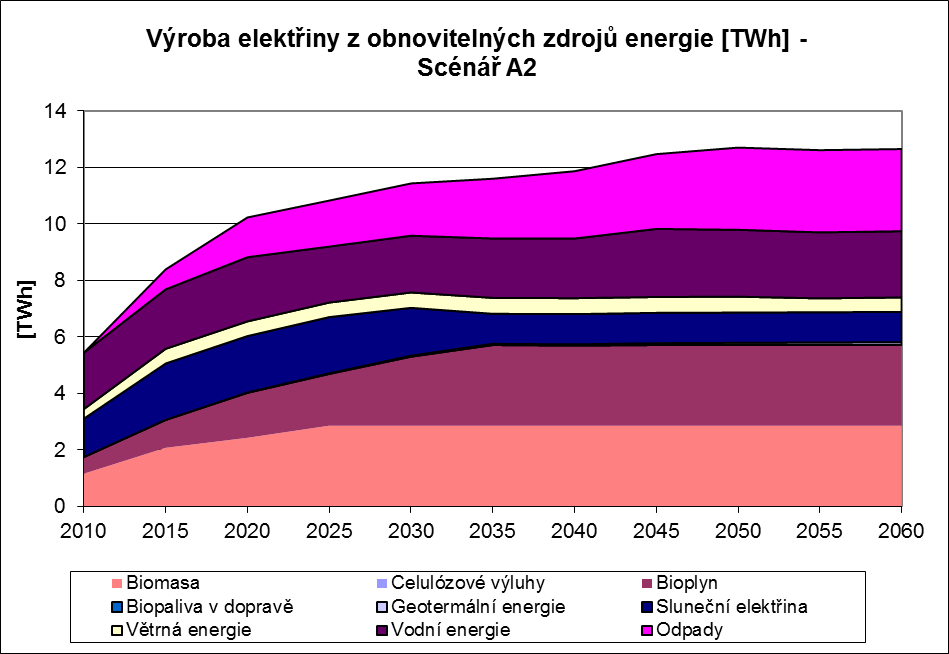 Výroba elektřiny z obnovitelných zdrojů energie [TWh] -
Scénář A2
[TWh]
14
12
10
8
6
4
2
0
2010 2015 2020 2025 2030 2035 2040 2045 2050 2055 2060
Biomasa Celulózové výluhy Bioplyn
Biopaliva v dopravě Geotermální energie Sluneční elektřina
Větrná energie Vodní energie Odpady